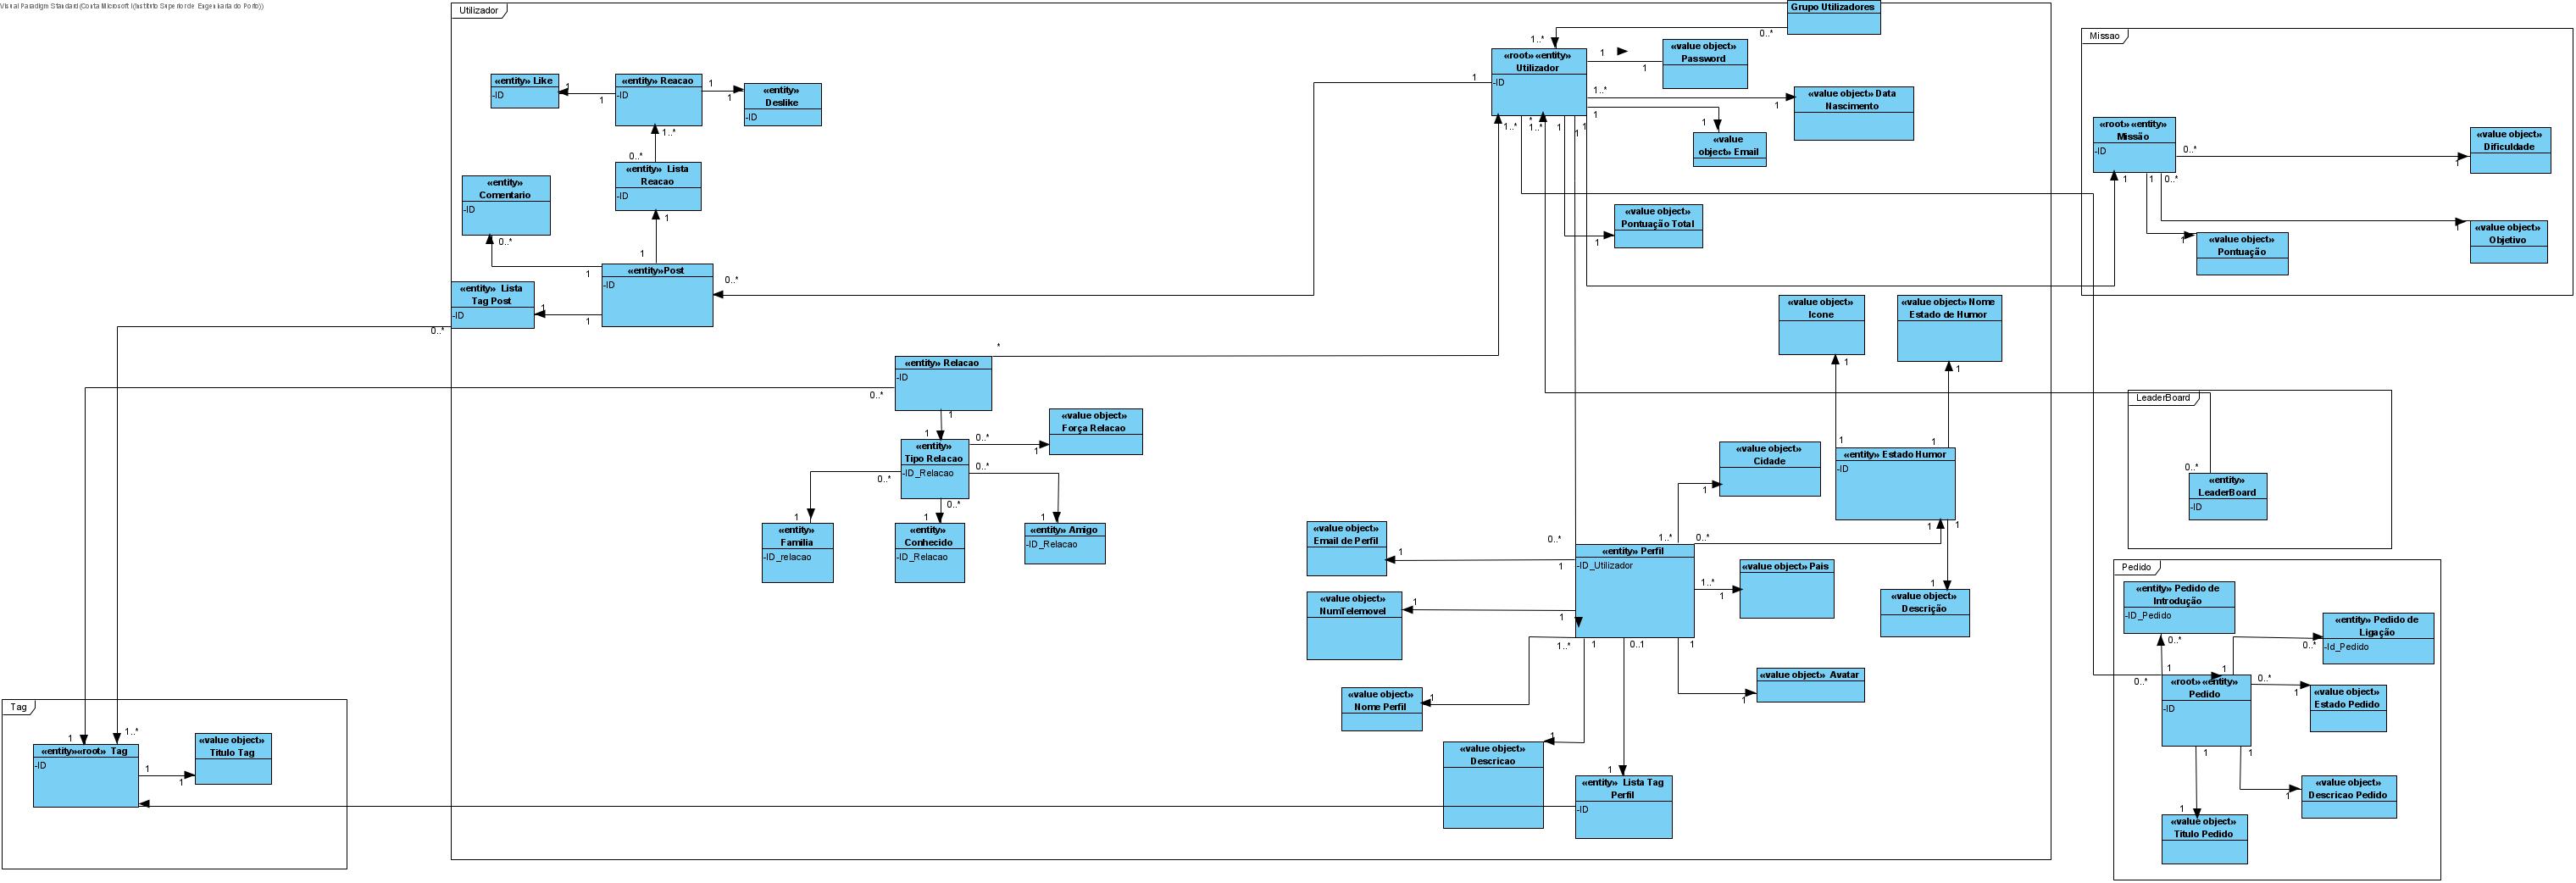 Visual Paradigm Standard(Conta Microsoft I(Instituto Superior de Engenharia do Porto))
Utilizador
Grupo Utilizadores
0..*
1..*
«root» «entity»
Utilizador
-ID
1
1
1
«value object»
Password
1..*
1
«value object» Data
Nascimento
1
1
«value
object» Email
1..*
*
1..*
1
1
1
1
«value object»
Pontuação Total
«entity» Like
-ID
1
1
«entity» Reacao
-ID
1
1
«entity»
Deslike
-ID
1..*
0..*
«entity» Lista
Reacao
-ID
1
1
«entity»
Comentario
-ID
0..*
1
«entity»Post
-ID
0..*
«entity» Lista
Tag Post
-ID
1
1
0..*
*
«entity» Relacao
-ID
0..*
1
1
«entity»
Tipo Relacao
-ID_Relacao
0..*
1
«value object»
Força Relacao
0..*
0..*
0..*
1
1
1
«entity»
Familia
-ID_relacao
«entity»
Conhecido
-ID_Relacao
«entity» Amigo
-ID_Relacao
«value object»
Icone
«value object» Nome
Estado de Humor
1
1
1
1
«entity» Estado Humor
-ID
1
1
1
«value object»
Descrição
«value object»
Cidade
1
1..*
0..*
0..*
«entity» Perfil
-ID_Utilizador
«value object»
Email de Perfil
1
1
«value object»
NumTelemovel
1
1
1..*
1
«value object» Pais
1..*
1
0..1
1
1
«value object» Avatar
«value object»
Nome Perfil
1
«value object»
Descricao
1
1
«entity» Lista Tag
Perfil
-ID
Missao
«root» «entity»
Missão
-ID
0..*
1
«value object»
Dificuldade
1
1
0..*
1
«value object»
Pontuação
1
«value object»
Objetivo
LeaderBoard
0..*
«entity»
LeaderBoard
-ID
Pedido
«entity» Pedido de
Introdução
-ID_Pedido
0..*
«entity» Pedido de
Ligação
-Id_Pedido
0..*
1
1
0..*
«root» «entity»
Pedido
-ID
0..*
1
«value object»
Estado Pedido
1
1
1
«value object»
Descricao Pedido
1
«value object»
Titulo Pedido
Tag
1
1..*
«entity»«root» Tag
-ID
1
1
«value object»
Titulo Tag